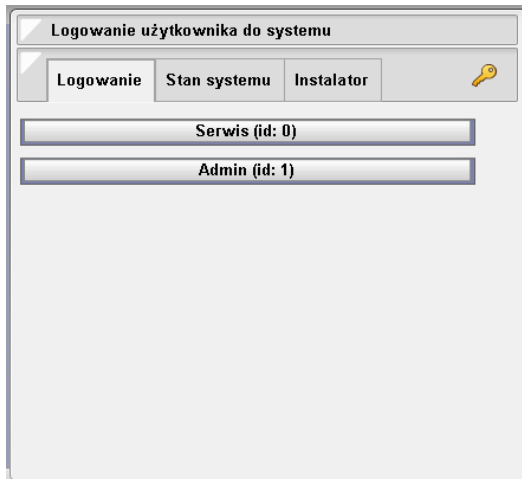 Logowanie użytkownika do systemu
Logowanie Stan systemu Instalator
Serwis (id: 0)
Admin (id: 1)